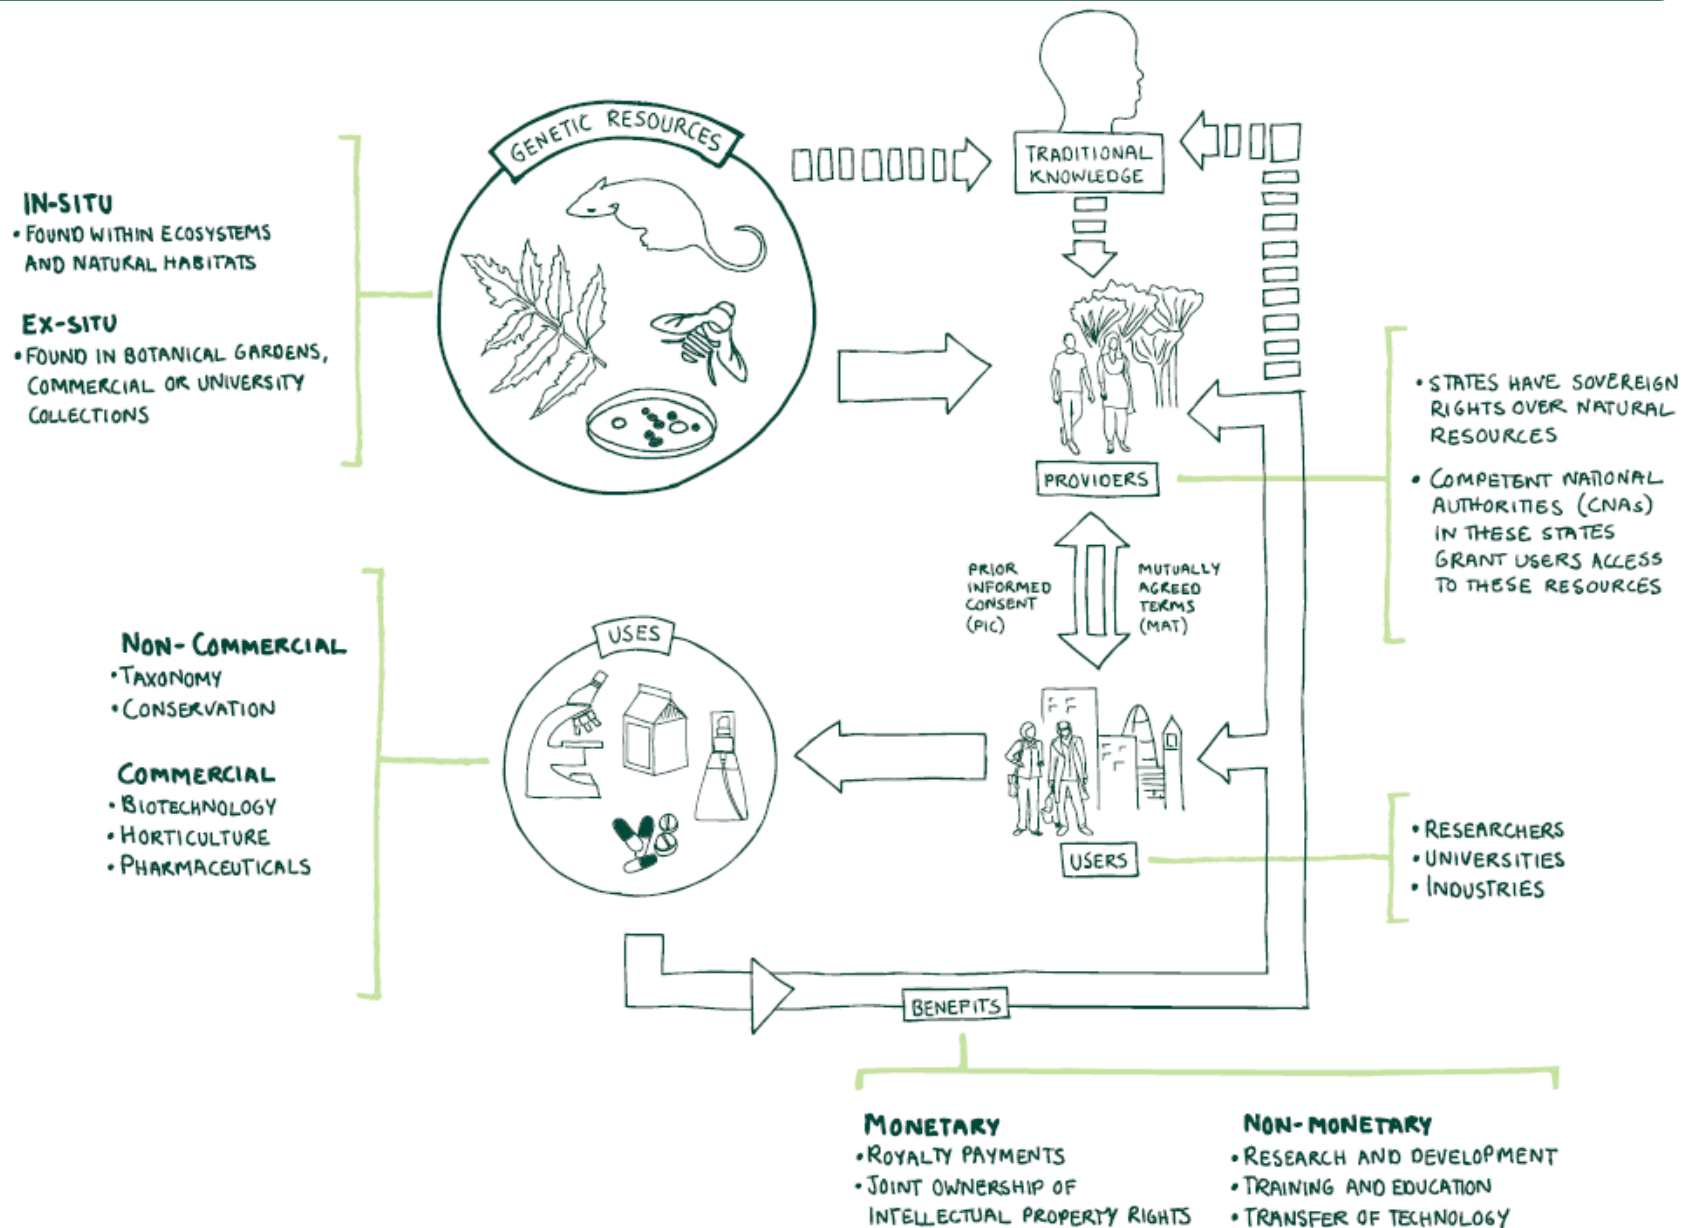 GENETIC RESOURCES
TRADITIONAL
KNOWLEDGE
IN-SITU
• FOUND WITHIN ECOSYSTEMS
AND NATURAL HABITATS
EX-SITU
• FOUND IN BOTANICAL GARDENS,
COMMERCIAL OR UNIVERSITY
COLLECTIONS
PROVIDERS
• STATES HAVE SOVEREIGN
RIGHTS OVER NATURAL
RESOURCES
• COMPETENT NATIONAL
AUTHORITIES (CNAs)
IN THESE STATES
GRANT USERS ACCESS
TO THESE RESOURCES
PRIOR
INFORMED
CONSENT
(PIC)
MUTUALLY
AGREED
TERMS
(MAT)
USES
NON-COMMERCIAL
• TAXONOMY
• CONSERVATION
COMMERCIAL
• BIOTECHNOLOGY
• HORTICULTURE
• PHARMACEUTICALS
USERS
• RESEARCHERS
• UNIVERSITIES
• INDUSTRIES
BENEFITS
MONETARY
• ROYALTY PAYMENTS
• JOINT OWNERSHIP OF
INTELLECTUAL PROPERTY RIGHTS
NON-MONETARY
• RESEARCH AND DEVELOPMENT
• TRAINING AND EDUCATION
• TRANSFER OF TECHNOLOGY